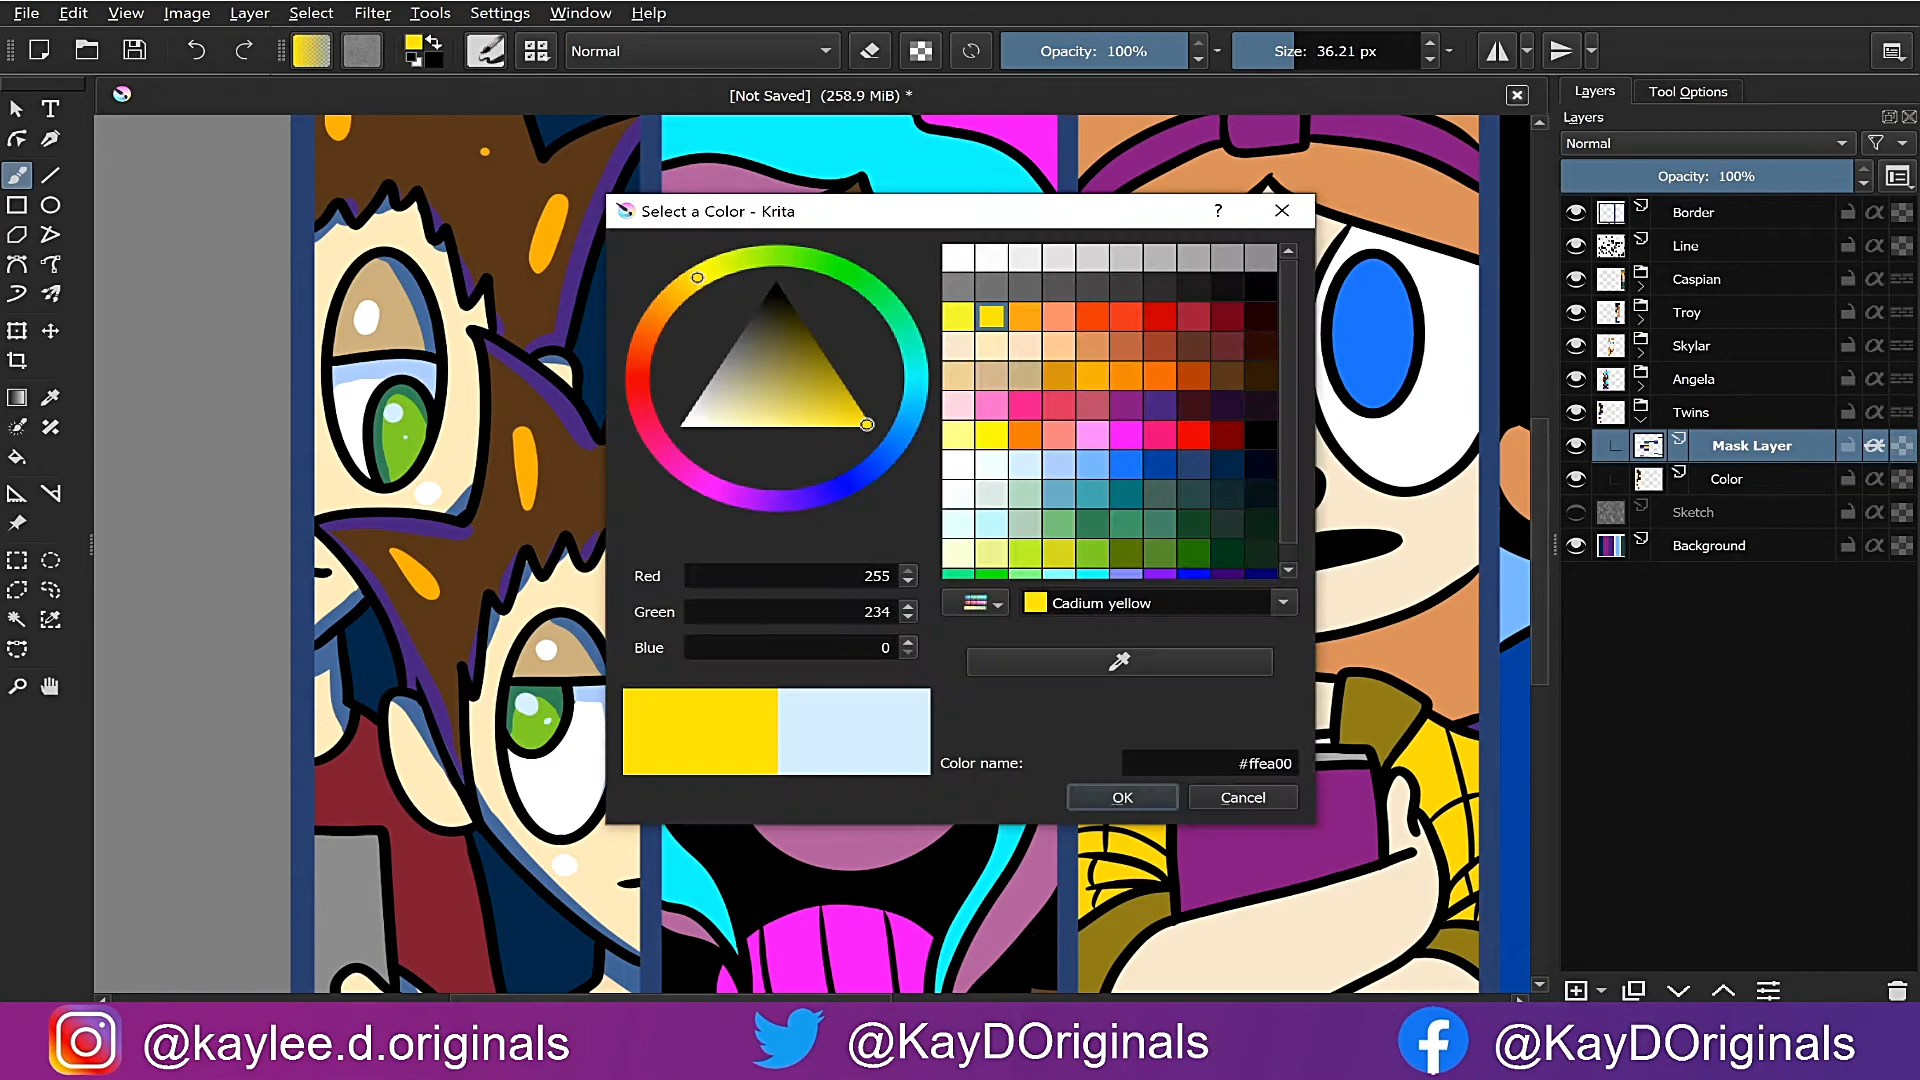 File Edit View Image Layer Select Filter Tools Settings Window Help
Normal
Opacity: 100%
Size: 36.21 px
[Not Saved] (258.9 MiB) *
Layers Tool Options
Layers
Normal
Opacity: 100%
Border
Line
Caspian
Troy
Skylar
Angela
Twins
Mask Layer
Color
Sketch
Background
Select a Color - Krita
?
Red 255
Green 234
Blue 0
Cadium yellow
Color name: #ffea00
OK Cancel
@kaylee.d.originals @KayDOriginals @KayDOriginals